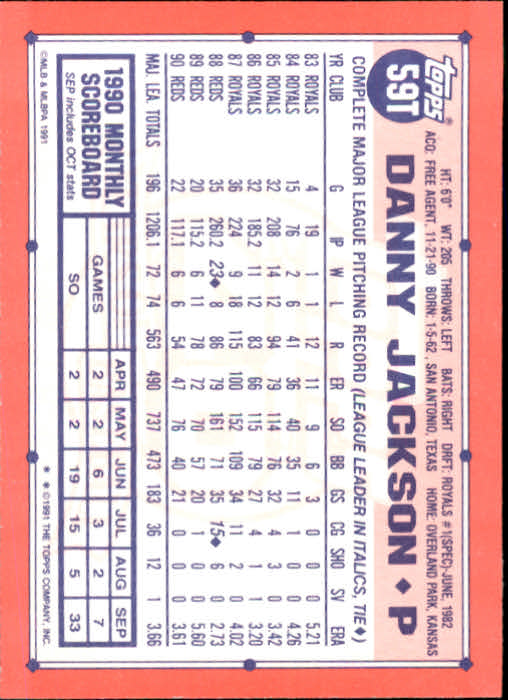 TOPPS®
59T
DANNY JACKSON ♦ P
HT: 6'0" WT: 205 THROWS: LEFT BATS: RIGHT DRFT: ROYALS #1(SPEC)-JUNE, 1982
ACQ: FREE AGENT, 11-21-90 BORN: 1-5-62, SAN ANTONIO, TEXAS HOME: OVERLAND PARK, KANSAS
COMPLETE MAJOR LEAGUE PITCHING RECORD (LEAGUE LEADER IN ITALICS, TIE♦)
YR CLUB G IP W L R ER SO BB GS CG SHO SV ERA
83 ROYALS 4 19 1 1 12 11 9 6 3 0 0 0 5.21
84 ROYALS 15 76 2 6 41 36 40 35 11 1 0 0 4.26
85 ROYALS 32 208 14 12 94 79 114 76 32 4 3 0 3.42
86 ROYALS 32 185.2 11 12 83 66 115 79 27 4 1 1 3.20
87 ROYALS 36 224 9 18 115 100 152 109 34 11 2 0 4.02
88 REDS 35 260.2 23♦ 8 86 79 161 71 35 15♦ 6 0 2.73
89 REDS 20 115.2 6 11 78 72 70 57 20 1 0 0 5.60
90 REDS 22 117.1 6 6 54 47 76 40 21 0 0 0 3.61
MAJ. LEA. TOTALS 196 1206.1 72 74 563 490 737 473 183 36 12 1 3.66
1990 MONTHLY
SCOREBOARD
SEP includes OCT stats
APR MAY JUN JUL AUG SEP
GAMES 2 2 6 3 2 7
SO 2 2 19 15 5 33
©MLB & MLBPA 1991
* * ©1991 THE TOPPS COMPANY, INC.